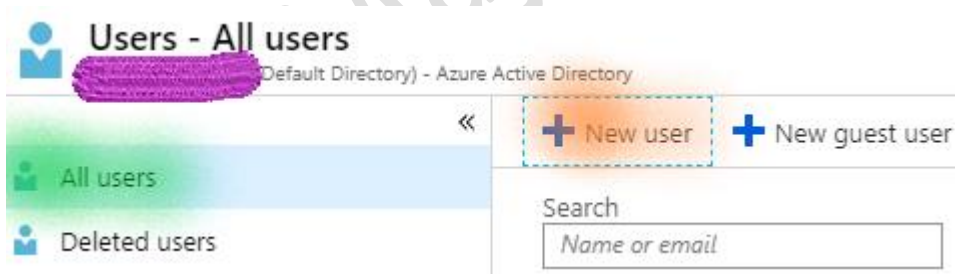 Users - All users
Default Directory) - Azure Active Directory
«
New user
New guest user
All users
Search
Name or email
Deleted users